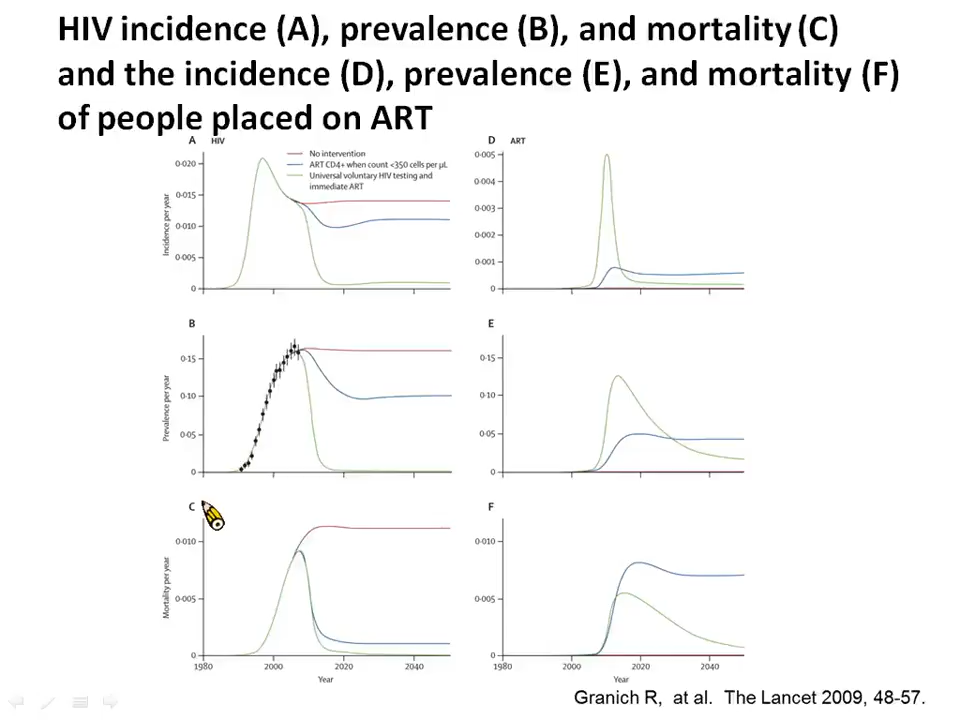 HIV incidence (A), prevalence (B), and mortality (C)
and the incidence (D), prevalence (E), and mortality (F)
of people placed on ART
A HIV
No intervention
ART CD4+ when count <350 cells per µL
Universal voluntary HIV testing and
immediate ART
0·020
0·015
0·010
0·005
0
Incidence per year
D ART
0·005
0·004
0·003
0·002
0·001
0
B
0·15
0·10
0·05
0
Prevalence per year
E
0·15
0·10
0·05
0
C
0·010
0·005
0
Mortality per year
1980 2000 2020 2040
Year
F
0·010
0·005
0
1980 2000 2020 2040
Year
Granich R, at al. The Lancet 2009, 48-57.